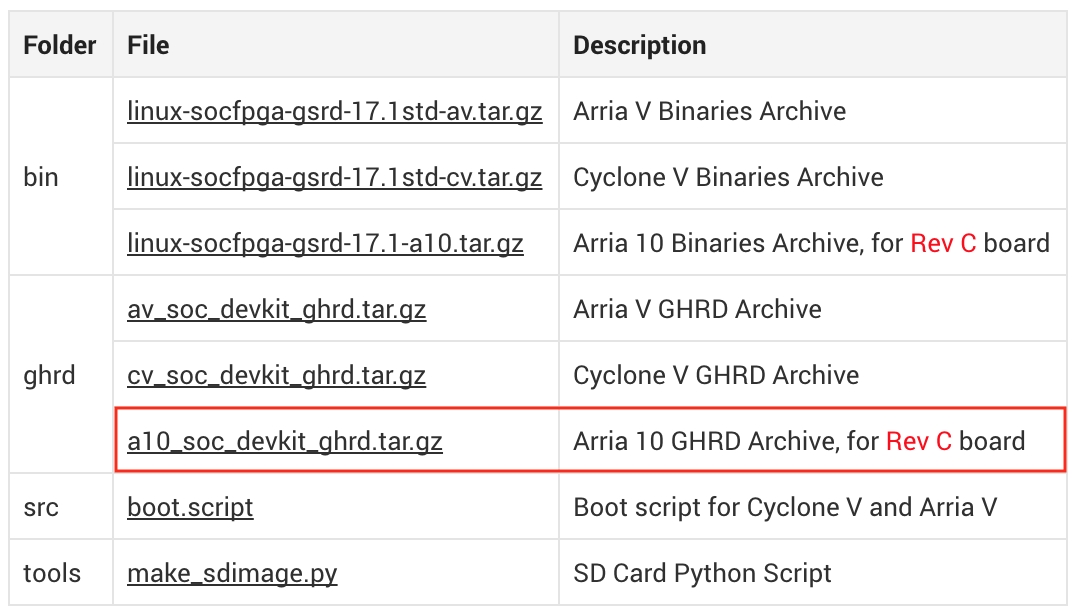 Folder File Description
bin linux-socfpga-gsrd-17.1std-av.tar.gz Arria V Binaries Archive
linux-socfpga-gsrd-17.1std-cv.tar.gz Cyclone V Binaries Archive
linux-socfpga-gsrd-17.1-a10.tar.gz Arria 10 Binaries Archive, for Rev C board
ghrd av_soc_devkit_ghrd.tar.gz Arria V GHRD Archive
cv_soc_devkit_ghrd.tar.gz Cyclone V GHRD Archive
a10_soc_devkit_ghrd.tar.gz Arria 10 GHRD Archive, for Rev C board
src boot.script Boot script for Cyclone V and Arria V
tools make_sdimage.py SD Card Python Script